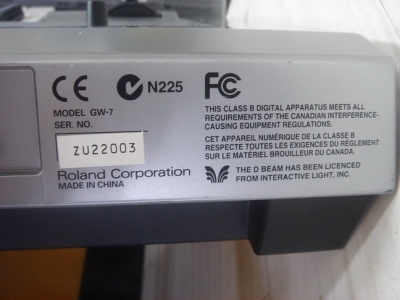 CE N225 FC
MODEL GW-7
SER. NO.
ZU22003
Roland Corporation
MADE IN CHINA
THIS CLASS B DIGITAL APPARATUS MEETS ALL
REQUIREMENTS OF THE CANADIAN INTERFERENCE-
CAUSING EQUIPMENT REGULATIONS.
CET APPAREIL NUMÉRIQUE DE LA CLASSE B
RESPECTE TOUTES LES EXIGENCES DU RÈGLEMENT
SUR LE MATÉRIEL BROUILLEUR DU CANADA.
THE D BEAM HAS BEEN LICENCED
FROM INTERACTIVE LIGHT, INC.